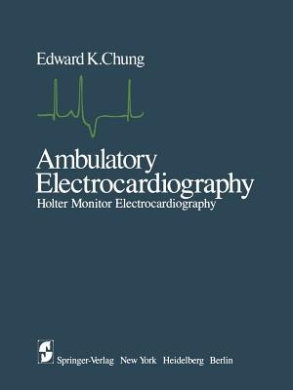 Edward K.Chung
Ambulatory
Electrocardiography
Holter Monitor Electrocardiography
Springer-Verlag New York Heidelberg Berlin